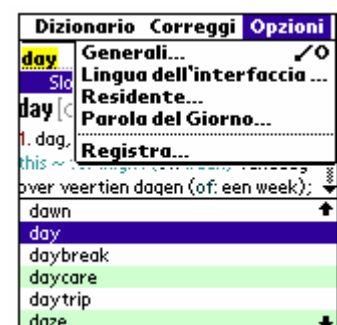 Dizionario Correggi Opzioni
day
Generali... O
Lingua dell'interfaccia ...
Slo
Residente...
day [
Parola del Giorno...
1. dag,
Registra...
this ~
over veertien dagen (of: een week);
dawn
day
daybreak
daycare
daytrip
daze